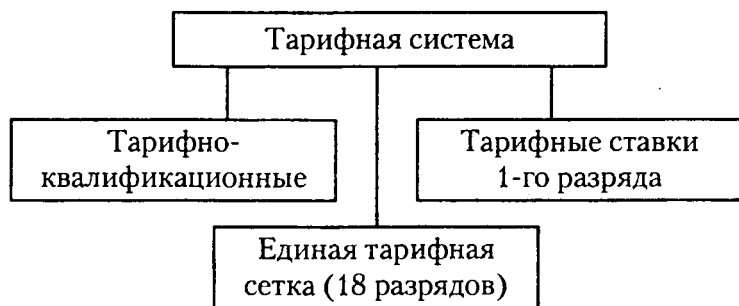 Тарифная система
Тарифно-
квалификационные
Тарифные ставки
1-го разряда
Единая тарифная
сетка (18 разрядов)